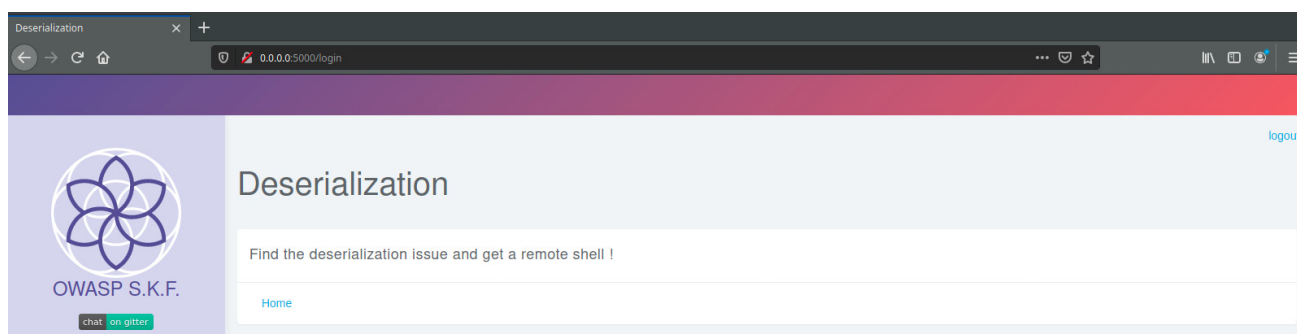 Deserialization
0.0.0.0:5000/login
logou
Deserialization
Find the deserialization issue and get a remote shell !
OWASP S.K.F.
Home
chat on gitter